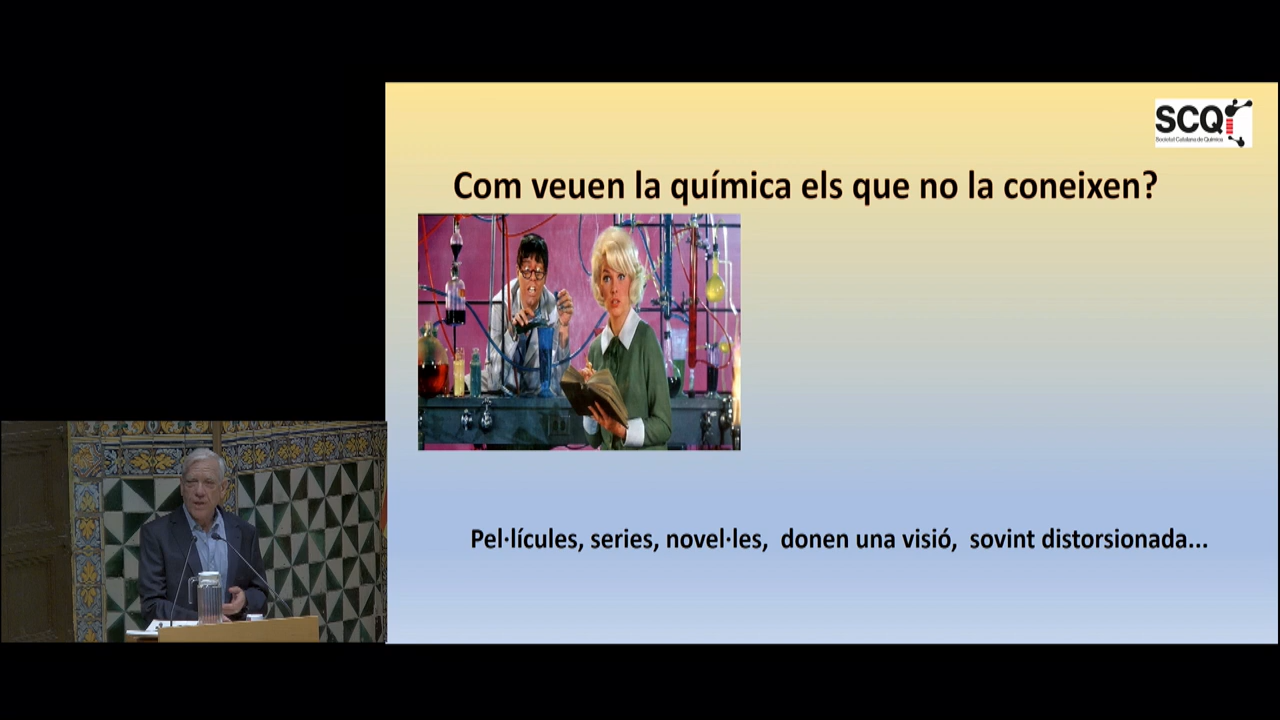 SCQ
Societat Catalana de Química
Com veuen la química els que no la coneixen?
Pel·lícules, series, novel·les, donen una visió, sovint distorsionada...